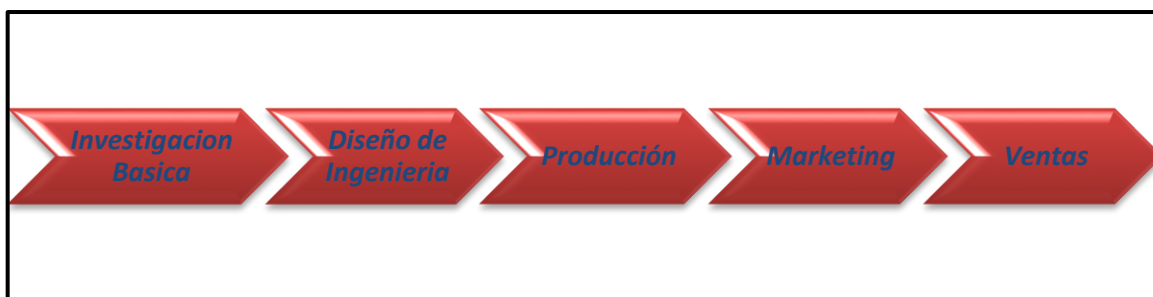 Investigacion
Basica
Diseño de
Ingenieria
Producción
Marketing
Ventas